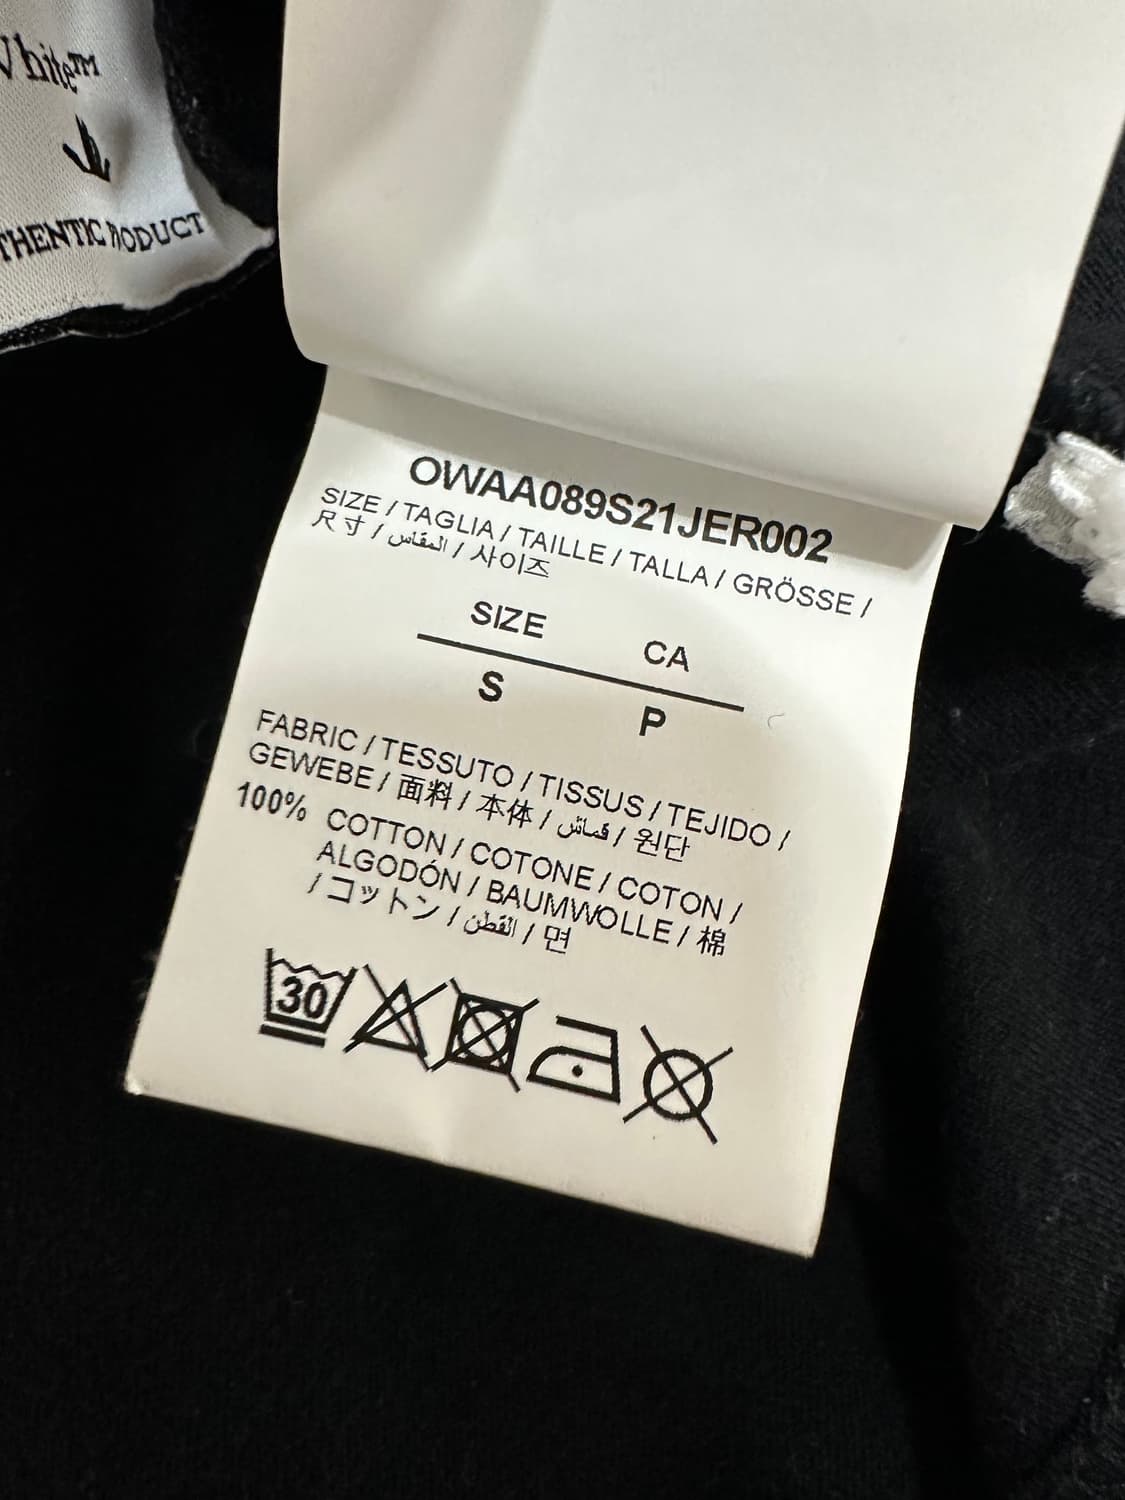 White™
THENTIC PRODUCT
OWAA089S21JER002
SIZE / TAGLIA / TAILLE / TALLA / GRÖSSE /
尺寸 / المقاس / 사이즈
SIZE CA
S P
FABRIC / TESSUTO / TISSUS / TEJIDO /
GEWEBE / 面料 / 本体 / قماش / 원단
100% COTTON / COTONE / COTON /
ALGODÓN / BAUMWOLLE / 棉
/ コットン / القطن / 면
30